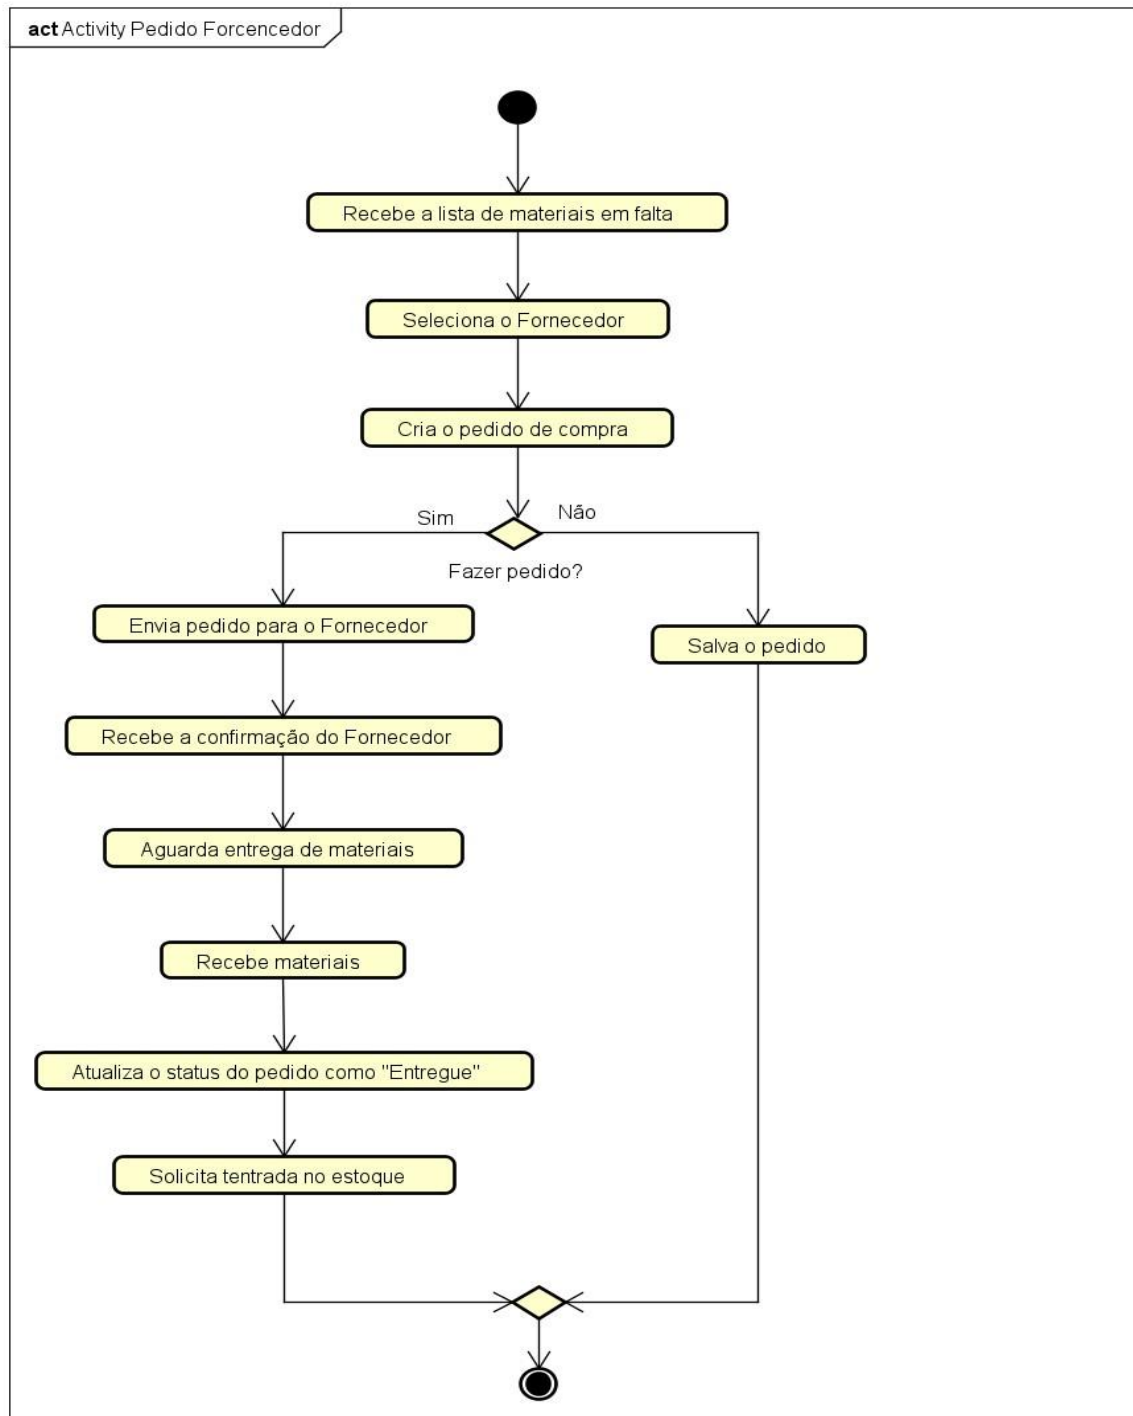 act Activity Pedido Forcencedor
Recebe a lista de materiais em falta
Seleciona o Fornecedor
Cria o pedido de compra
Sim
Não
Fazer pedido?
Envia pedido para o Fornecedor
Salva o pedido
Recebe a confirmação do Fornecedor
Aguarda entrega de materiais
Recebe materiais
Atualiza o status do pedido como "Entregue"
Solicita tentrada no estoque